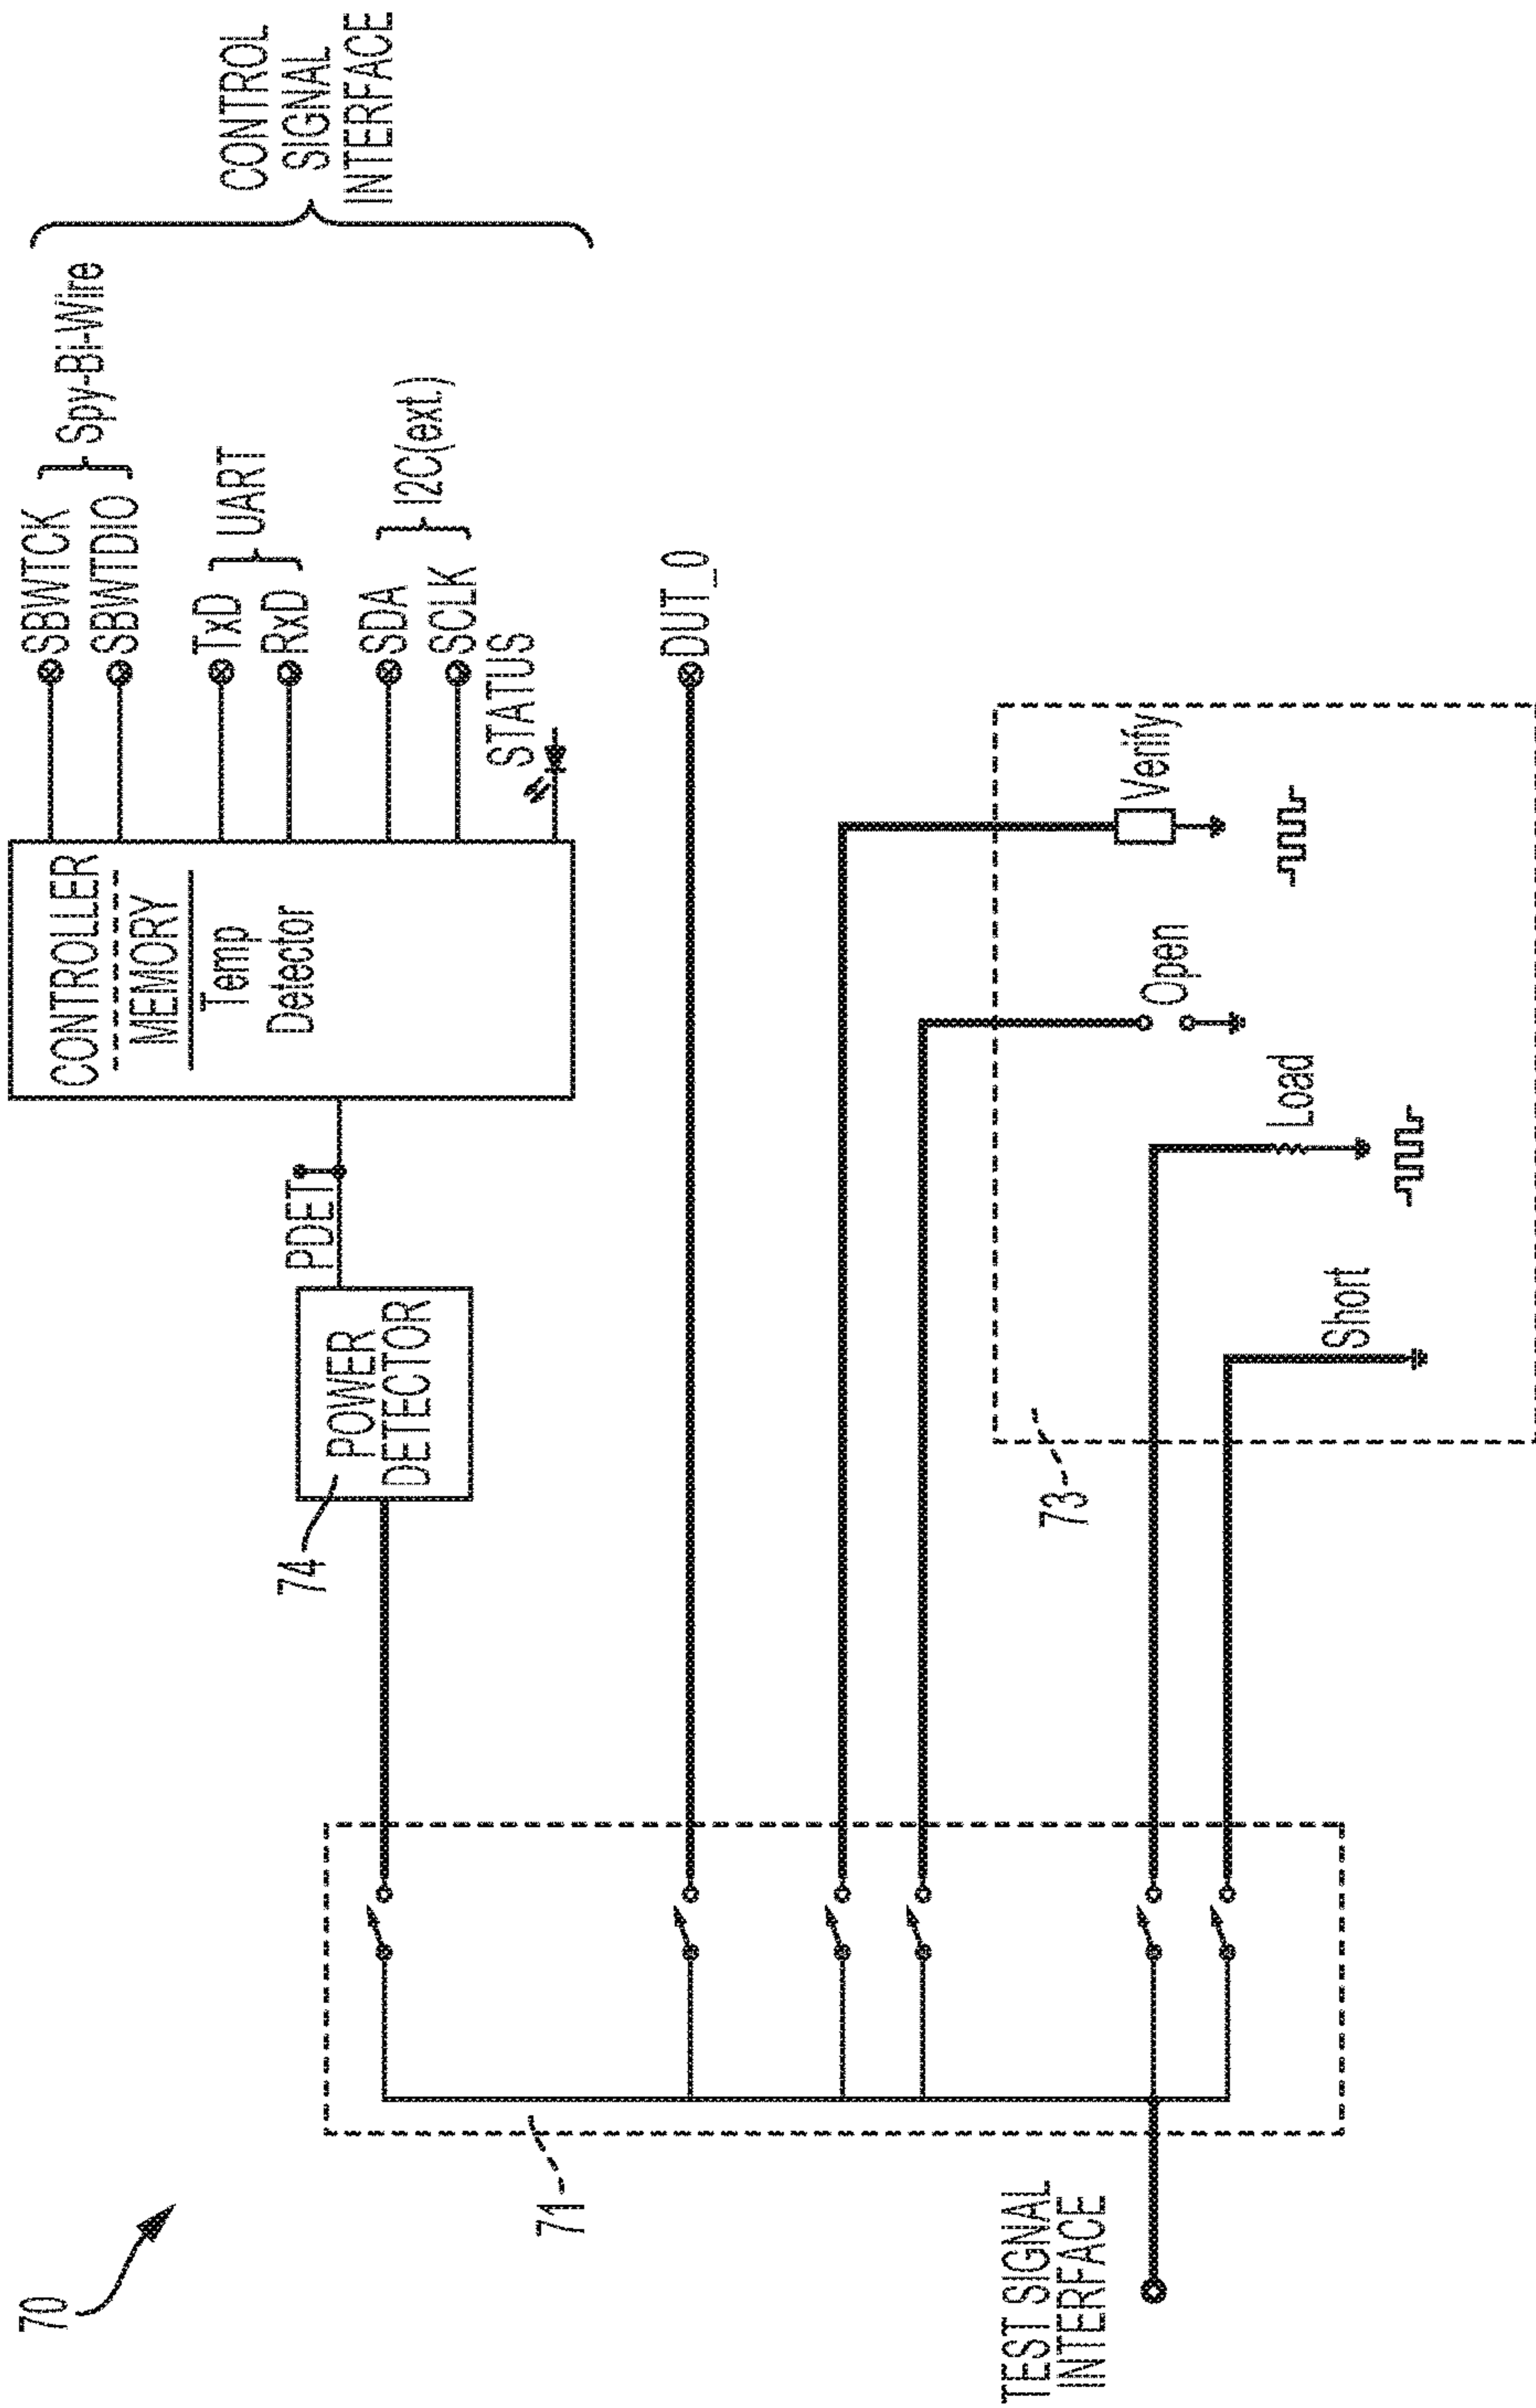 70
CONTROL
SIGNAL
INTERFACE
SBWTCK
SBWTDIO
Spy-Bi-Wire
TxD
RxD
UART
SDA
SCLK
I2C(ext.)
STATUS
CONTROLLER
MEMORY
Temp
Detector
PDET
POWER
DETECTOR
74
DUT_0
Verify
Open
Load
Short
73
71
TEST SIGNAL
INTERFACE